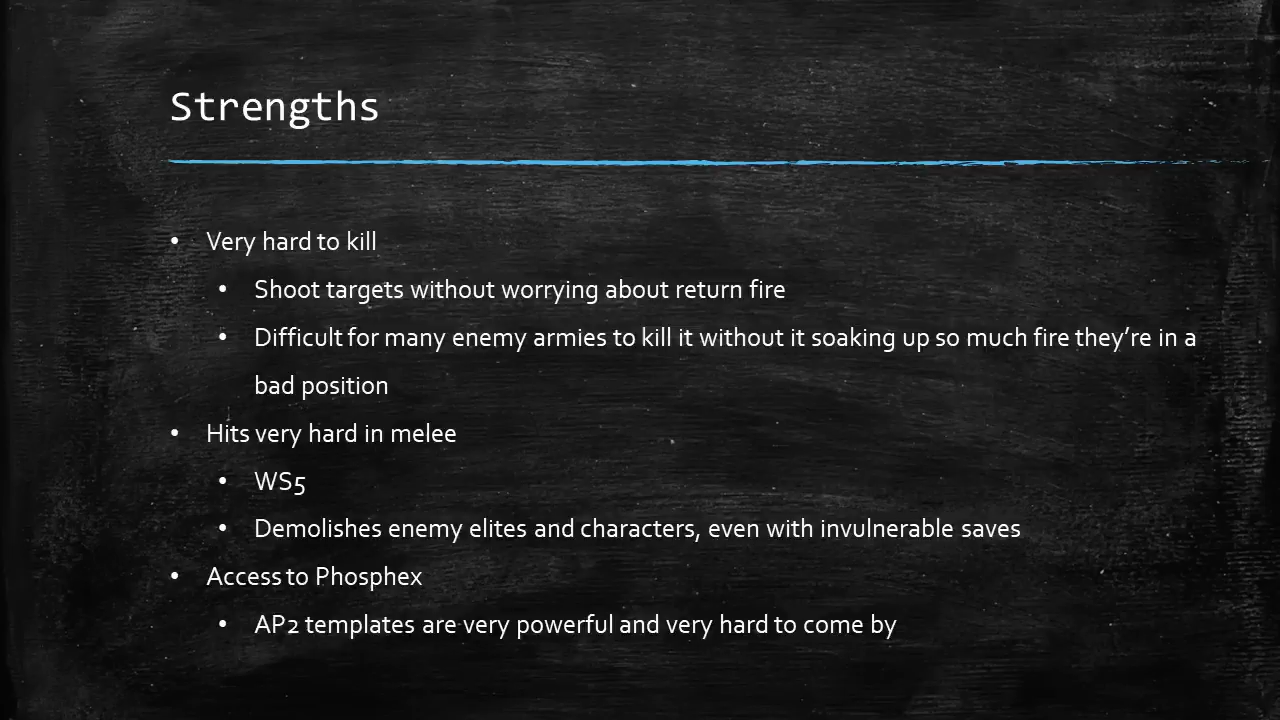 Strengths
• Very hard to kill
• Shoot targets without worrying about return fire
• Difficult for many enemy armies to kill it without it soaking up so much fire they’re in a
bad position
• Hits very hard in melee
• WS5
• Demolishes enemy elites and characters, even with invulnerable saves
• Access to Phosphex
• AP2 templates are very powerful and very hard to come by